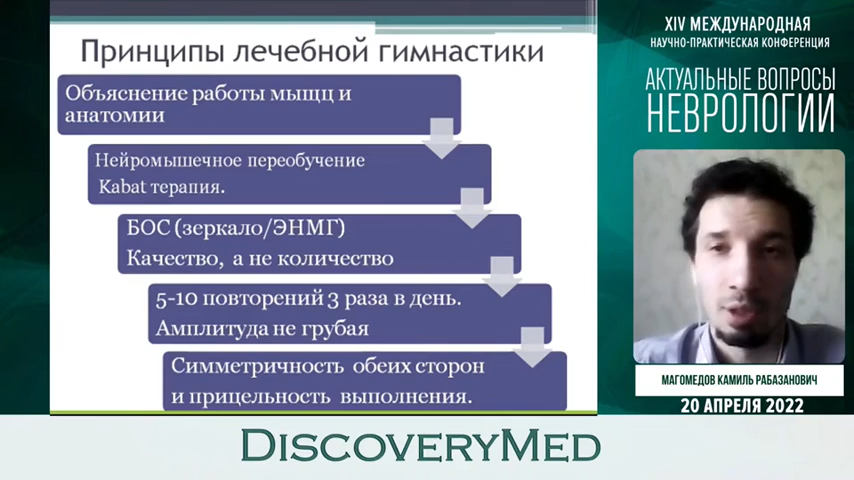 Принципы лечебной гимнастики
Объяснение работы мыщц и
анатомии
Нейромышечное переобучение
Kabat терапия.
БОС (зеркало/ЭНМГ)
Качество, а не количество
5-10 повторений 3 раза в день.
Амплитуда не грубая
Симметричность обеих сторон
и прицельность выполнения.
XIV МЕЖДУНАРОДНАЯ
НАУЧНО-ПРАКТИЧЕСКАЯ КОНФЕРЕНЦИЯ
АКТУАЛЬНЫЕ ВОПРОСЫ
НЕВРОЛОГИИ
МАГОМЕДОВ КАМИЛЬ РАБАЗАНОВИЧ
20 АПРЕЛЯ 2022
DISCOVERYMED